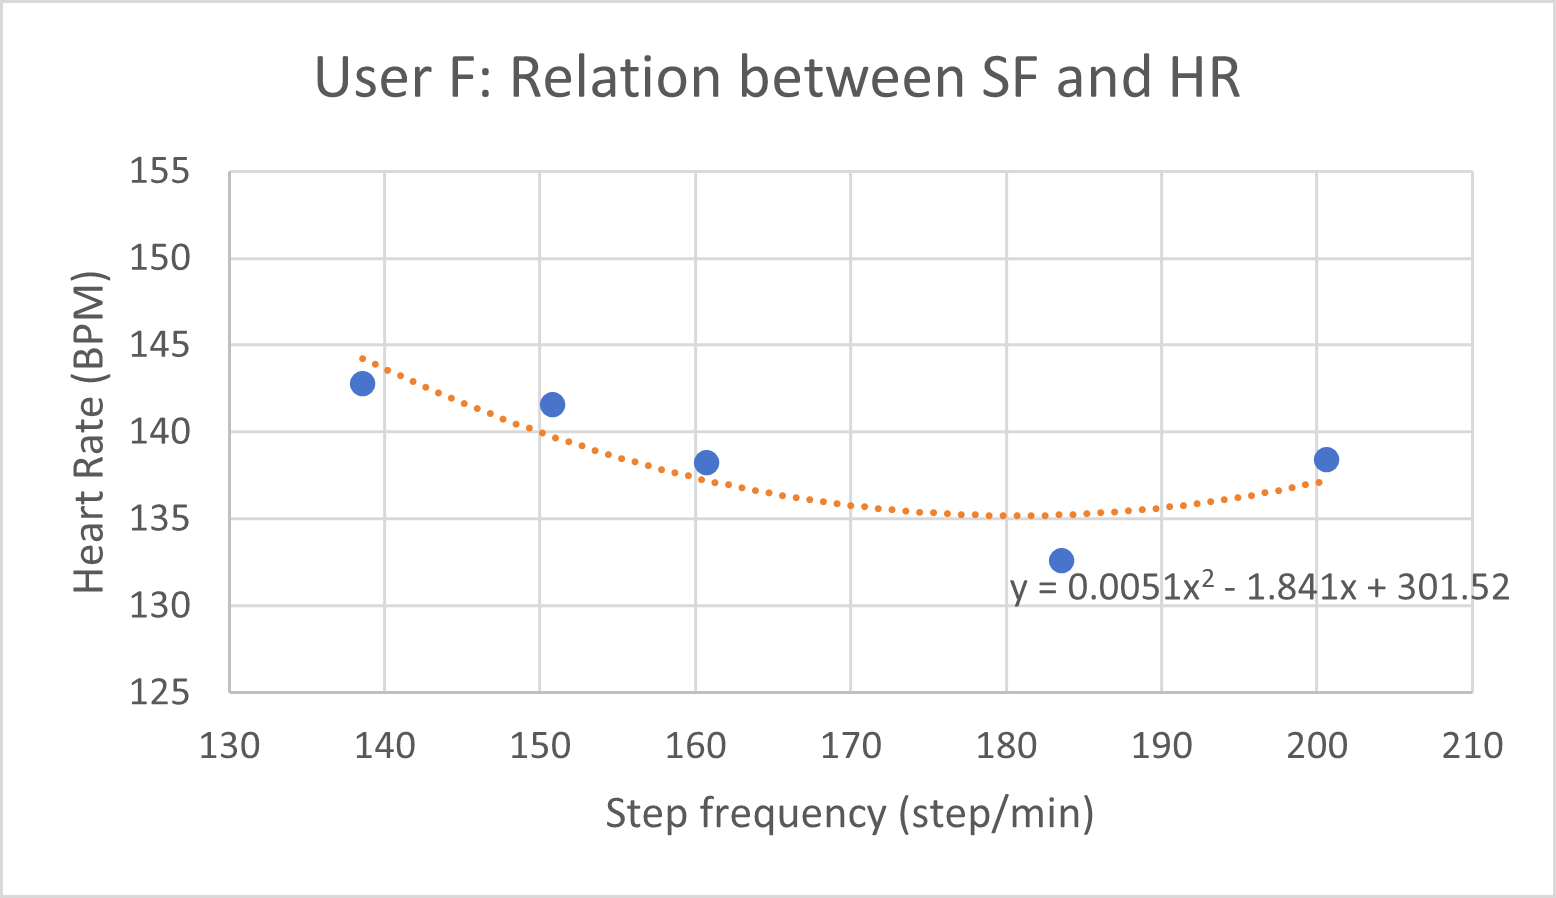 User F: Relation between SF and HR
155
150
145
140
135
130
125
Heart Rate (BPM)
y = 0.0051x² - 1.841x + 301.52
130 140 150 160 170 180 190 200 210
Step frequency (step/min)